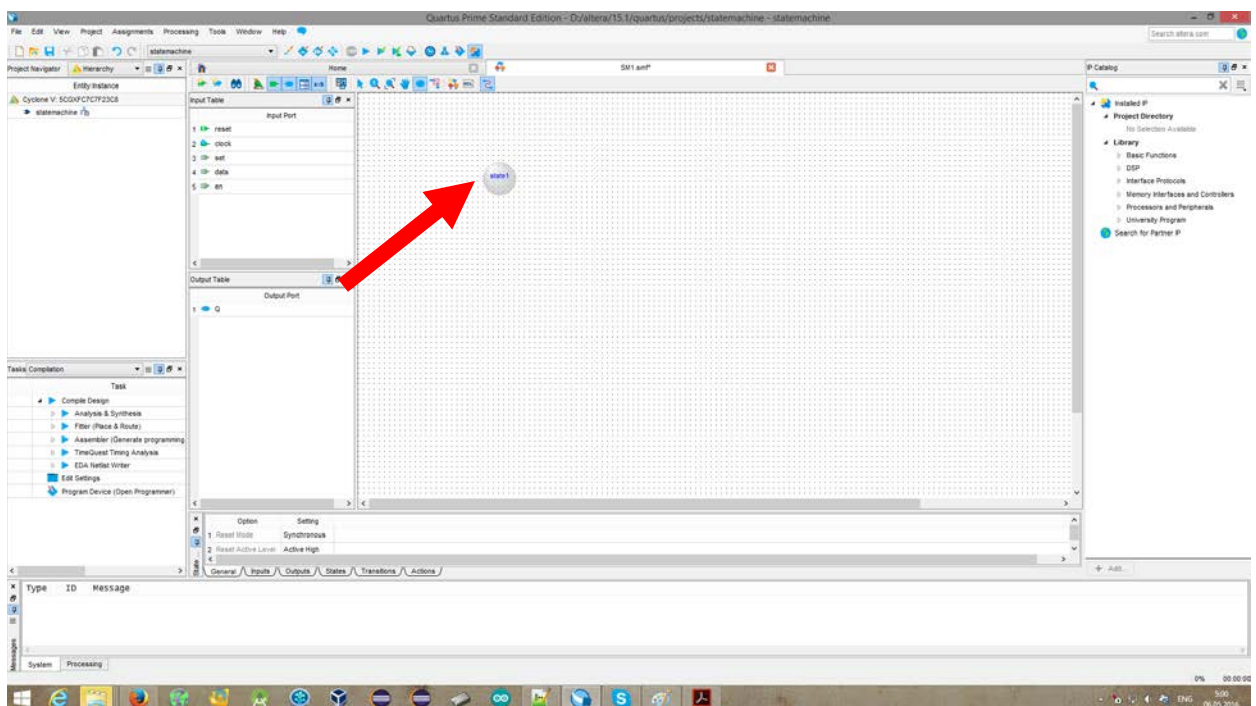 Quartus Prime Standard Edition - D:/altera/15.1/quartus/projects/statemachine - statemachine
File Edit View Project Assignments Processing Tools Window Help
Search altera.com
statemachine
Project Navigator Hierarchy
Entity:Instance
Cyclone V: 5CGXFC7C7F23C8
statemachine
Home
SM1.smf*
Input Table
Input Port
1 reset
2 clock
3 set
4 data
5 en
Output Table
Output Port
1 Q
state1
IP Catalog
Installed IP
Project Directory
No Selection Available
Library
Basic Functions
DSP
Interface Protocols
Memory Interfaces and Controllers
Processors and Peripherals
University Program
Search for Partner IP
+ Add...
Tasks Compilation
Task
Compile Design
Analysis & Synthesis
Fitter (Place & Route)
Assembler (Generate programming
TimeQuest Timing Analysis
EDA Netlist Writer
Edit Settings
Program Device (Open Programmer)
Option Setting
1 Reset Mode Synchronous
2 Reset Active Level Active High
State
General Inputs Outputs States Transitions Actions
Type ID Message
Messages
System Processing
0% 00:00:00
ENG
5:00
06.05.2016